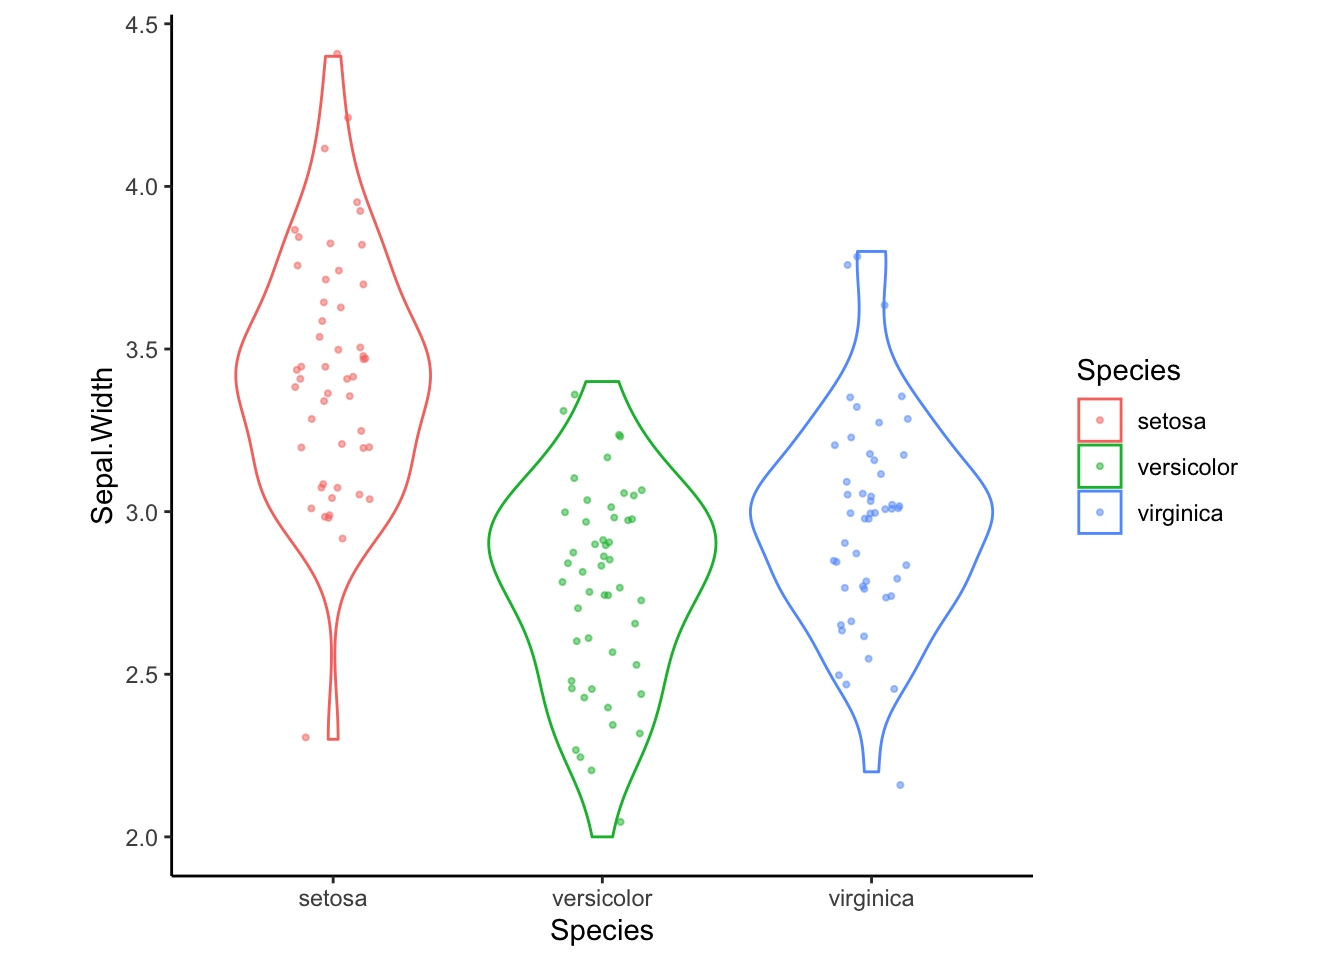 4.5
4.0
3.5
3.0
2.5
2.0
Sepal.Width
setosa
versicolor
virginica
Species
Species
setosa
versicolor
virginica